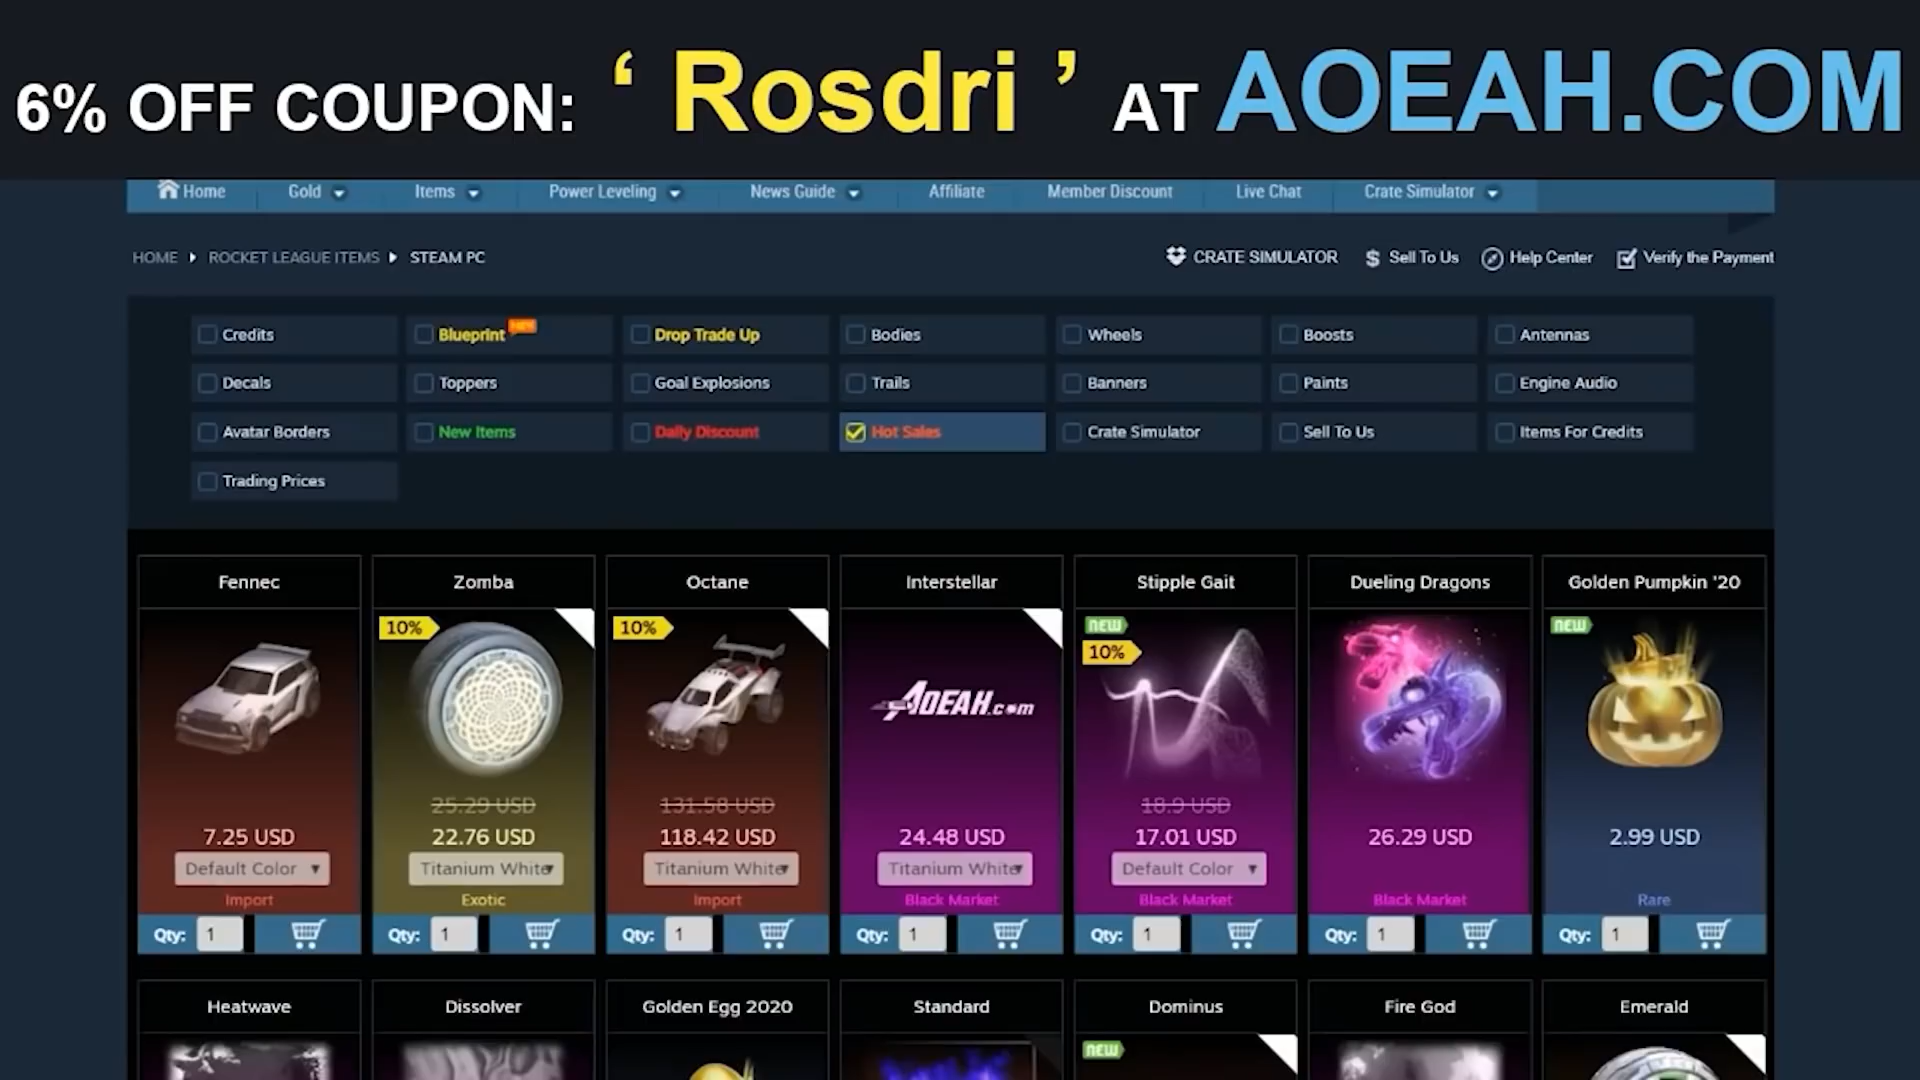 6% OFF COUPON: ‘ Rosdri ’ AT AOEAH.COM
Home Gold Items Power Leveling News Guide Affiliate Member Discount Live Chat Crate Simulator
HOME ROCKET LEAGUE ITEMS STEAM PC CRATE SIMULATOR $ Sell To Us Help Center Verify the Payment
Credits Blueprint NEW Drop Trade Up Bodies Wheels Boosts Antennas
Decals Toppers Goal Explosions Trails Banners Paints Engine Audio
Avatar Borders New Items Daily Discount Hot Sales Crate Simulator Sell To Us Items For Credits
Trading Prices
Fennec Zomba Octane Interstellar Stipple Gait Dueling Dragons Golden Pumpkin '20
10% 10% NEW NEW
10%
AOEAH.com
25.29 USD 131.58 USD 18.9 USD
7.25 USD 22.76 USD 118.42 USD 24.48 USD 17.01 USD 26.29 USD 2.99 USD
Default Color Titanium White Titanium White Titanium White Default Color
Import Exotic Import Black Market Black Market Black Market Rare
Qty: 1 Qty: 1 Qty: 1 Qty: 1 Qty: 1 Qty: 1 Qty: 1
Heatwave Dissolver Golden Egg 2020 Standard Dominus Fire God Emerald
NEW